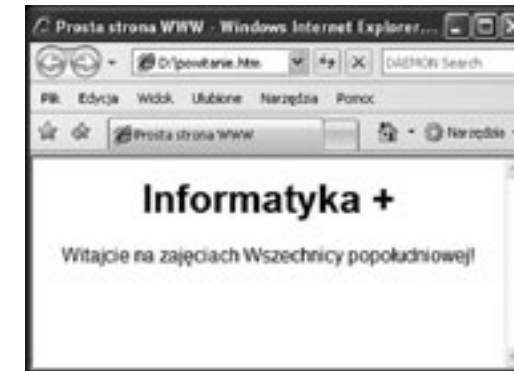 Prosta strona WWW - Windows Internet Explorer...
D:\powitanie.htm
DAEMON Search
Plik Edycja Widok Ulubione Narzędzia Pomoc
Prosta strona WWW
Narzędzia
Informatyka +
Witajcie na zajęciach Wszechnicy popołudniowej!